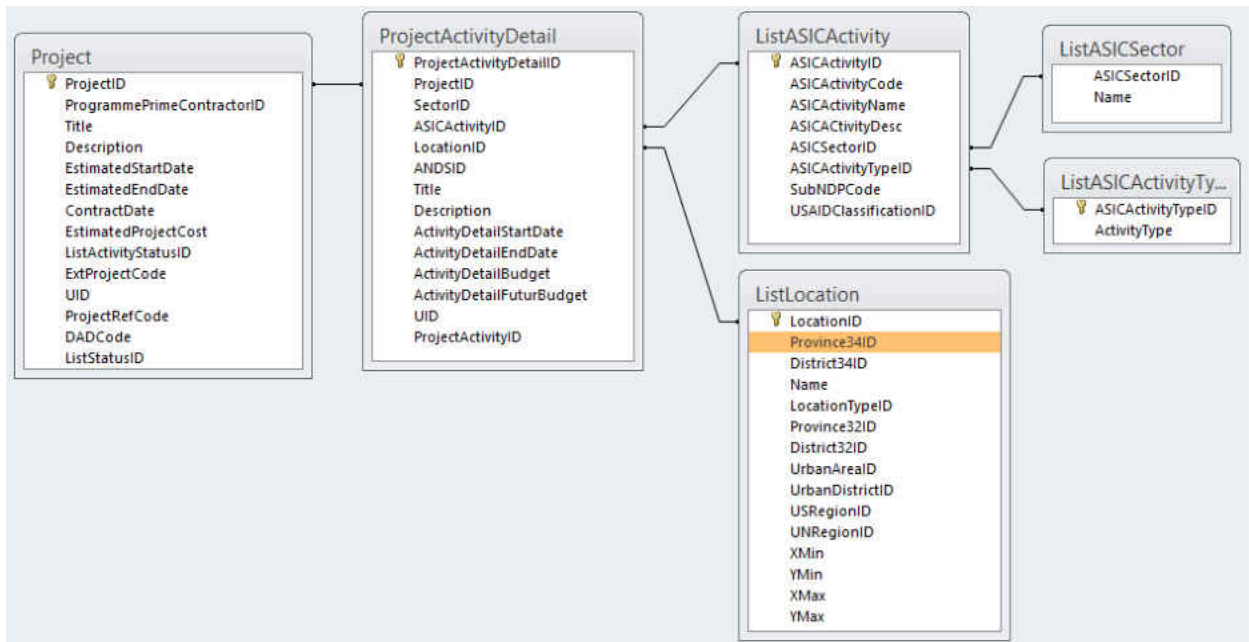 Project
ProjectID
ProgrammePrimeContractorID
Title
Description
EstimatedStartDate
EstimatedEndDate
ContractDate
EstimatedProjectCost
ListActivityStatusID
ExtProjectCode
UID
ProjectRefCode
DADCode
ListStatusID
ProjectActivityDetail
ProjectActivityDetailID
ProjectID
SectorID
ASICActivityID
LocationID
ANDSID
Title
Description
ActivityDetailStartDate
ActivityDetailEndDate
ActivityDetailBudget
ActivityDetailFuturBudget
UID
ProjectActivityID
ListASICActivity
ASICActivityID
ASICActivityCode
ASICActivityName
ASICACtivityDesc
ASICSectorID
ASICActivityTypeID
SubNDPCode
USAIDClassificationID
ListASICSector
ASICSectorID
Name
ListASICActivityTy...
ASICActivityTypeID
ActivityType
ListLocation
LocationID
Province34ID
District34ID
Name
LocationTypeID
Province32ID
District32ID
UrbanAreaID
UrbanDistrictID
USRegionID
UNRegionID
XMin
YMin
XMax
YMax